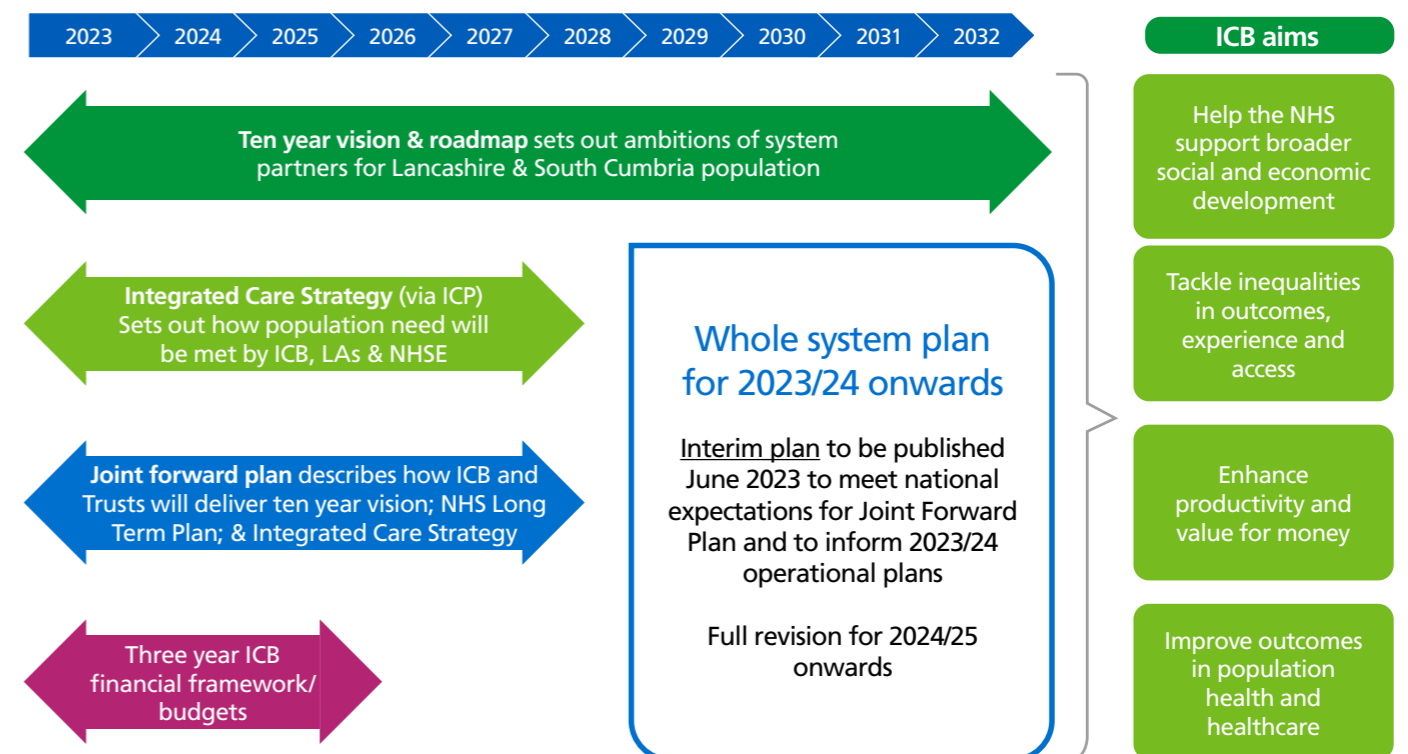 2023 2024 2025 2026 2027 2028 2029 2030 2031 2032
Ten year vision & roadmap sets out ambitions of system
partners for Lancashire & South Cumbria population
Integrated Care Strategy (via ICP)
Sets out how population need will
be met by ICB, LAs & NHSE
Joint forward plan describes how ICB and
Trusts will deliver ten year vision; NHS Long
Term Plan; & Integrated Care Strategy
Three year ICB
financial framework/
budgets
Whole system plan
for 2023/24 onwards
Interim plan to be published
June 2023 to meet national
expectations for Joint Forward
Plan and to inform 2023/24
operational plans
Full revision for 2024/25
onwards
ICB aims
Help the NHS
support broader
social and economic
development
Tackle inequalities
in outcomes,
experience and
access
Enhance
productivity and
value for money
Improve outcomes
in population
health and
healthcare